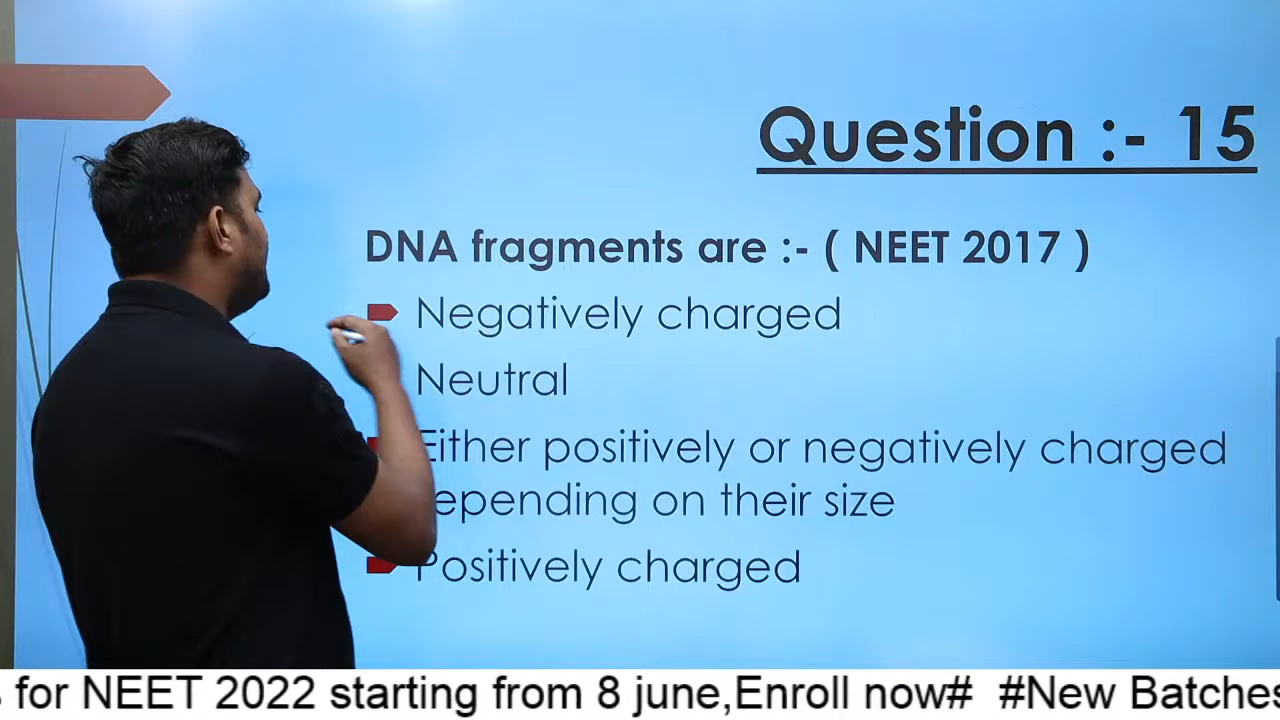 Question :- 15
DNA fragments are :- ( NEET 2017 )
Negatively charged
Neutral
Either positively or negatively charged
depending on their size
Positively charged
for NEET 2022 starting from 8 june,Enroll now# #New Batches